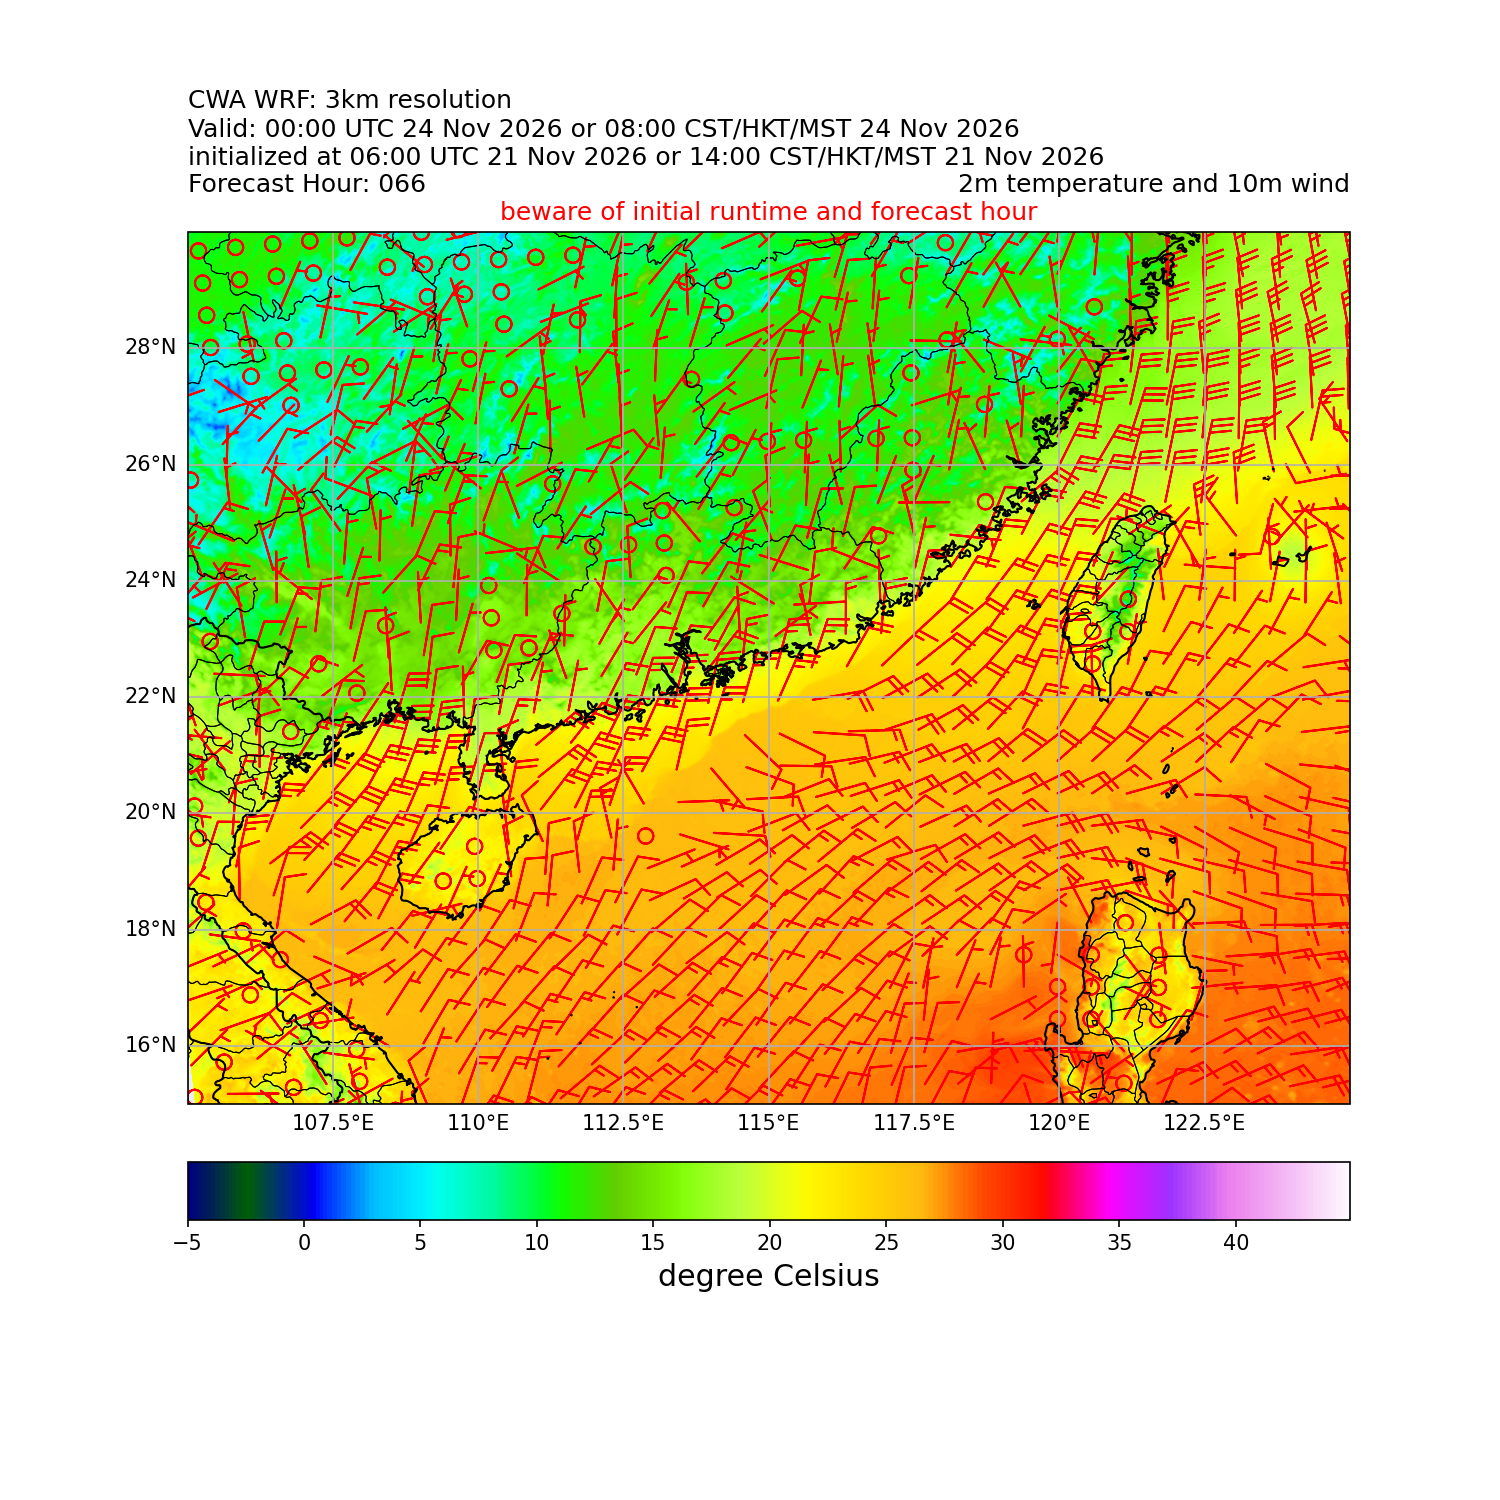 CWA WRF: 3km resolution
Valid: 00:00 UTC 24 Nov 2026 or 08:00 CST/HKT/MST 24 Nov 2026
initialized at 06:00 UTC 21 Nov 2026 or 14:00 CST/HKT/MST 21 Nov 2026
Forecast Hour: 066 2m temperature and 10m wind
beware of initial runtime and forecast hour
28°N
26°N
24°N
22°N
20°N
18°N
16°N
107.5°E 110°E 112.5°E 115°E 117.5°E 120°E 122.5°E
−5 0 5 10 15 20 25 30 35 40
degree Celsius